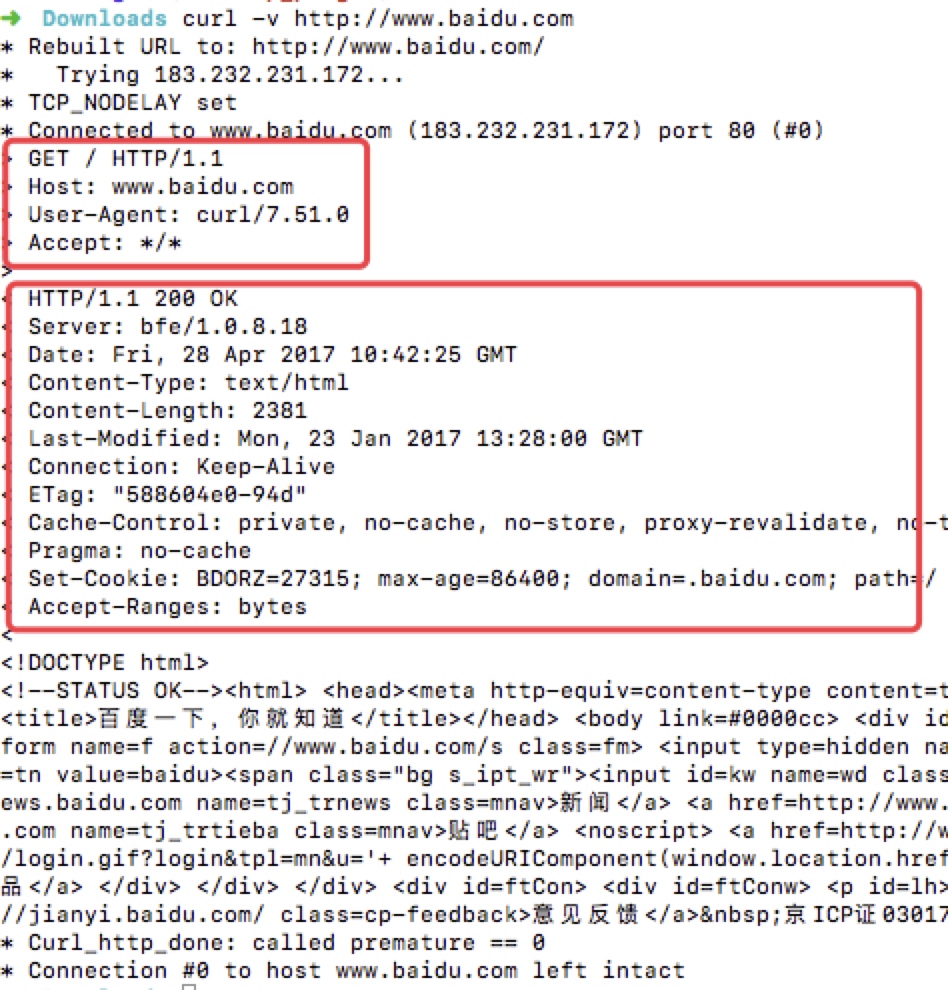 ➜ Downloads curl -v http://www.baidu.com
* Rebuilt URL to: http://www.baidu.com/
*   Trying 183.232.231.172...
* TCP_NODELAY set
* Connected to www.baidu.com (183.232.231.172) port 80 (#0)
> GET / HTTP/1.1
> Host: www.baidu.com
> User-Agent: curl/7.51.0
> Accept: */*
>
< HTTP/1.1 200 OK
< Server: bfe/1.0.8.18
< Date: Fri, 28 Apr 2017 10:42:25 GMT
< Content-Type: text/html
< Content-Length: 2381
< Last-Modified: Mon, 23 Jan 2017 13:28:00 GMT
< Connection: Keep-Alive
< ETag: "588604e0-94d"
< Cache-Control: private, no-cache, no-store, proxy-revalidate, no-t
< Pragma: no-cache
< Set-Cookie: BDORZ=27315; max-age=86400; domain=.baidu.com; path=/
< Accept-Ranges: bytes
<
<!DOCTYPE html>
<!--STATUS OK--><html> <head><meta http-equiv=content-type content=t
<title>百度一下，你就知道</title></head> <body link=#0000cc> <div id
form name=f action=//www.baidu.com/s class=fm> <input type=hidden na
=tn value=baidu><span class="bg s_ipt_wr"><input id=kw name=wd class
ews.baidu.com name=tj_trnews class=mnav>新闻</a> <a href=http://www.
.com name=tj_trtieba class=mnav>贴吧</a> <noscript> <a href=http://w
/login.gif?login&tpl=mn&u='+ encodeURIComponent(window.location.href
品</a> </div> </div> </div> <div id=ftCon> <div id=ftConw> <p id=lh>
//jianyi.baidu.com/ class=cp-feedback>意见反馈</a>&nbsp;京ICP证03017
* Curl_http_done: called premature == 0
* Connection #0 to host www.baidu.com left intact